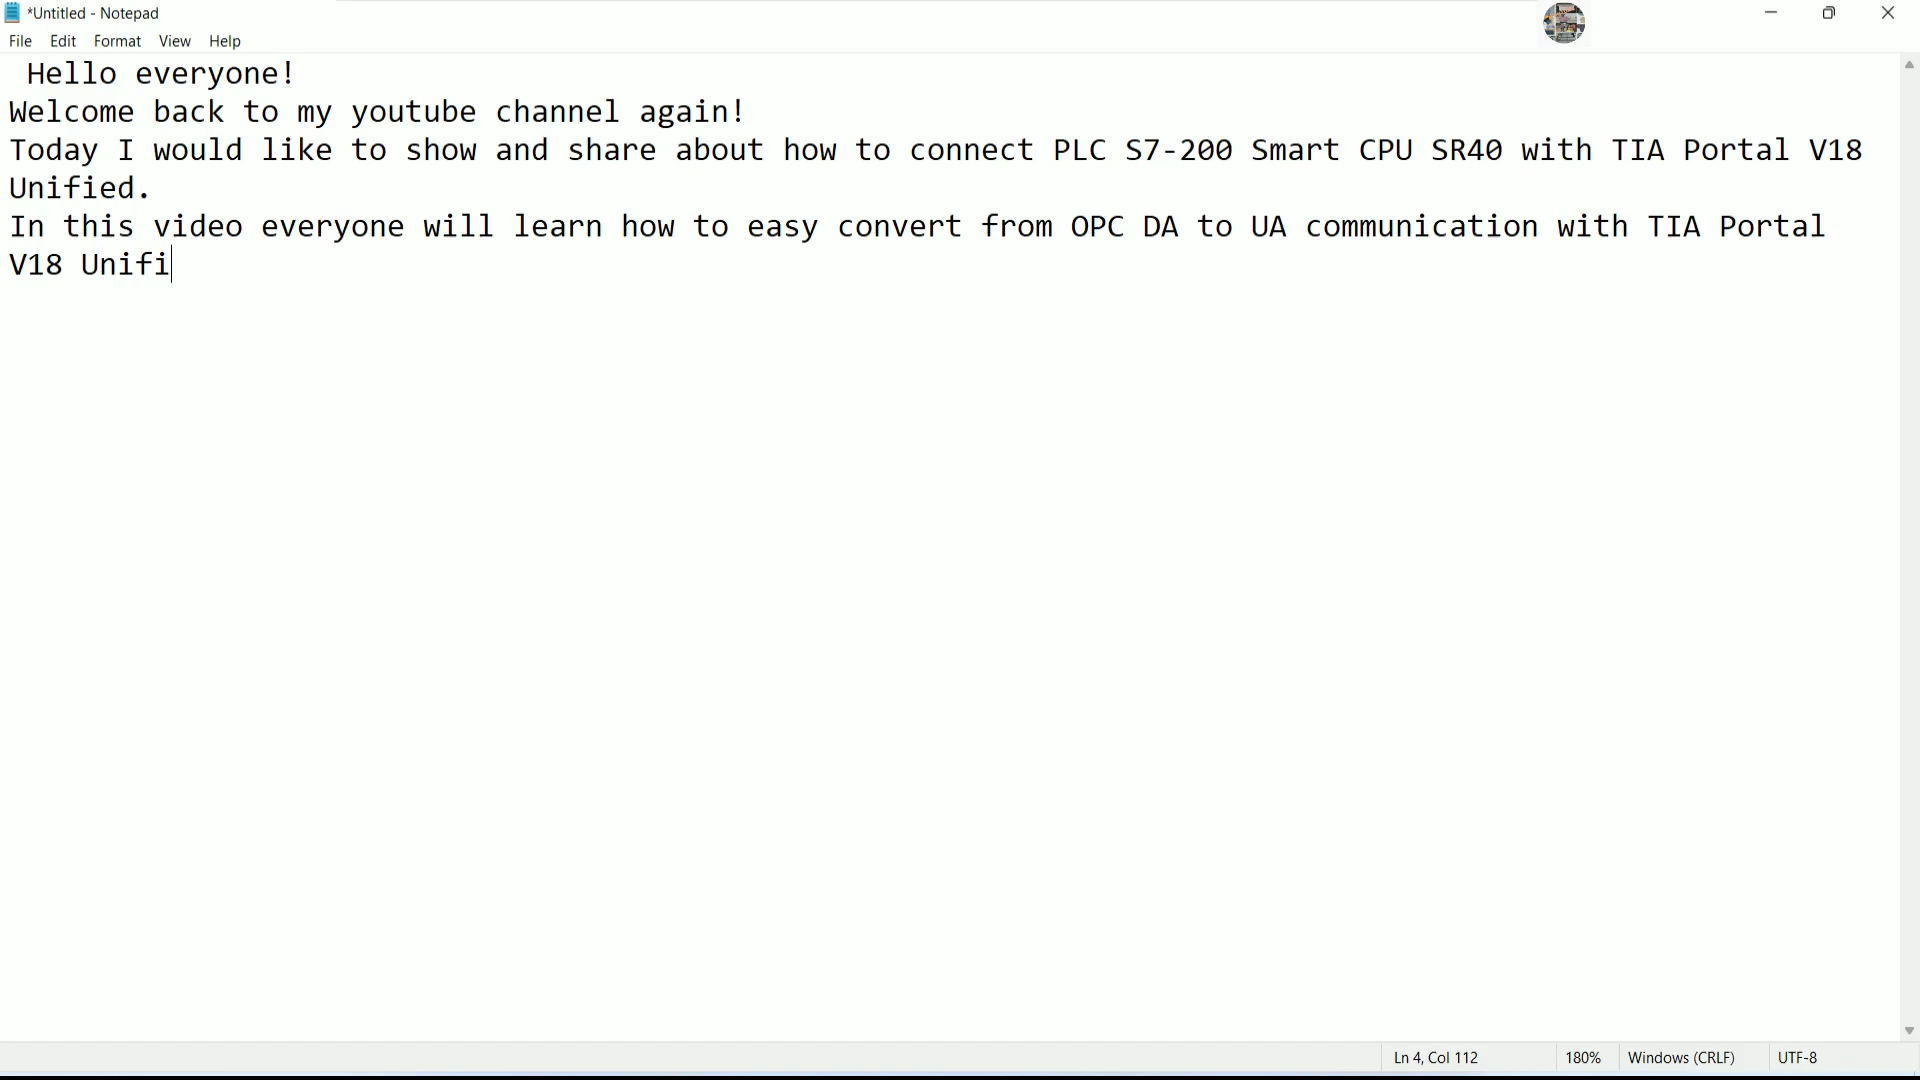 *Untitled - Notepad
File Edit Format View Help
Hello everyone!
Welcome back to my youtube channel again!
Today I would like to show and share about how to connect PLC S7-200 Smart CPU SR40 with TIA Portal V18
Unified.
In this video everyone will learn how to easy convert from OPC DA to UA communication with TIA Portal
V18 Unifi
Ln 4, Col 112 180% Windows (CRLF) UTF-8